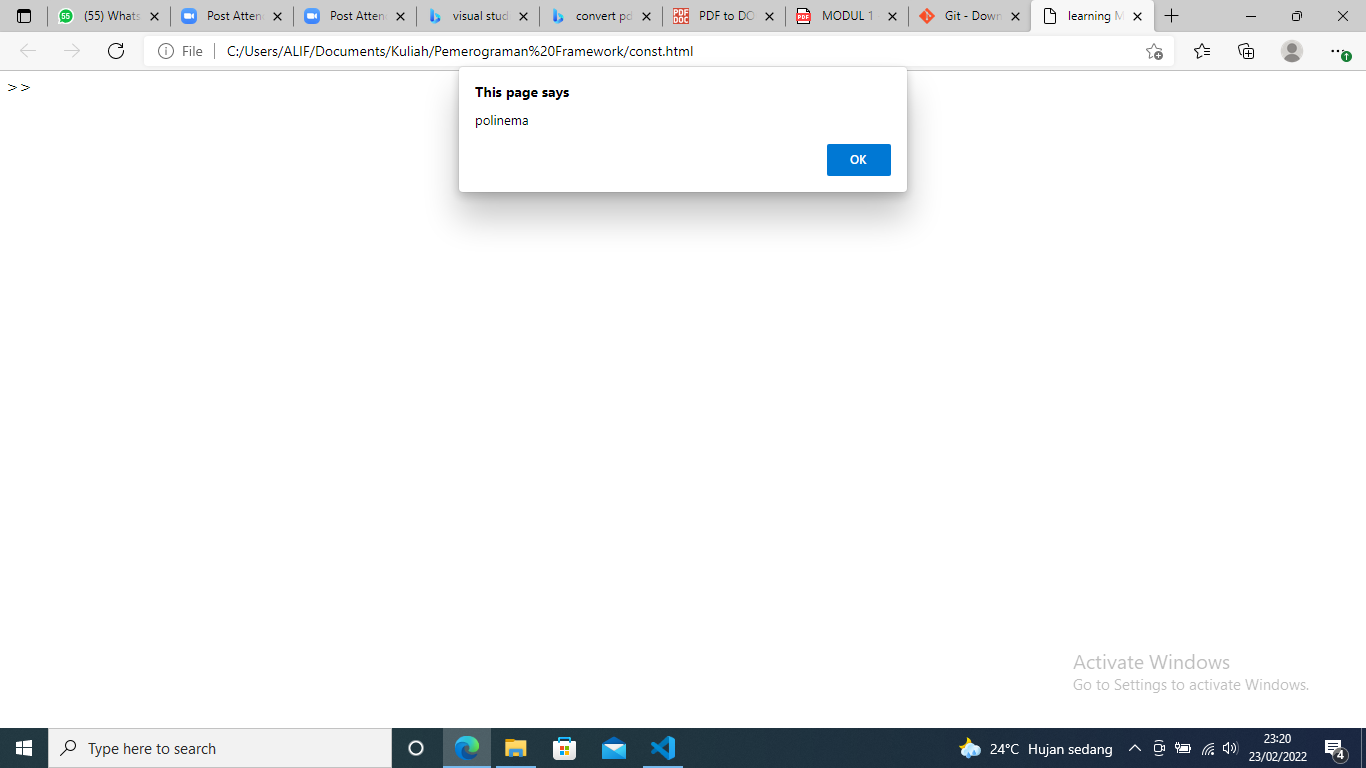 (55) Whats
Post Atten
Post Atten
visual stud
convert pd
PDF to DO
MODUL 1
Git - Down
learning M
File
C:/Users/ALIF/Documents/Kuliah/Pemerograman%20Framework/const.html
>>
This page says
polinema
OK
Activate Windows
Go to Settings to activate Windows.
Type here to search
24°C Hujan sedang
23:20
23/02/2022
4